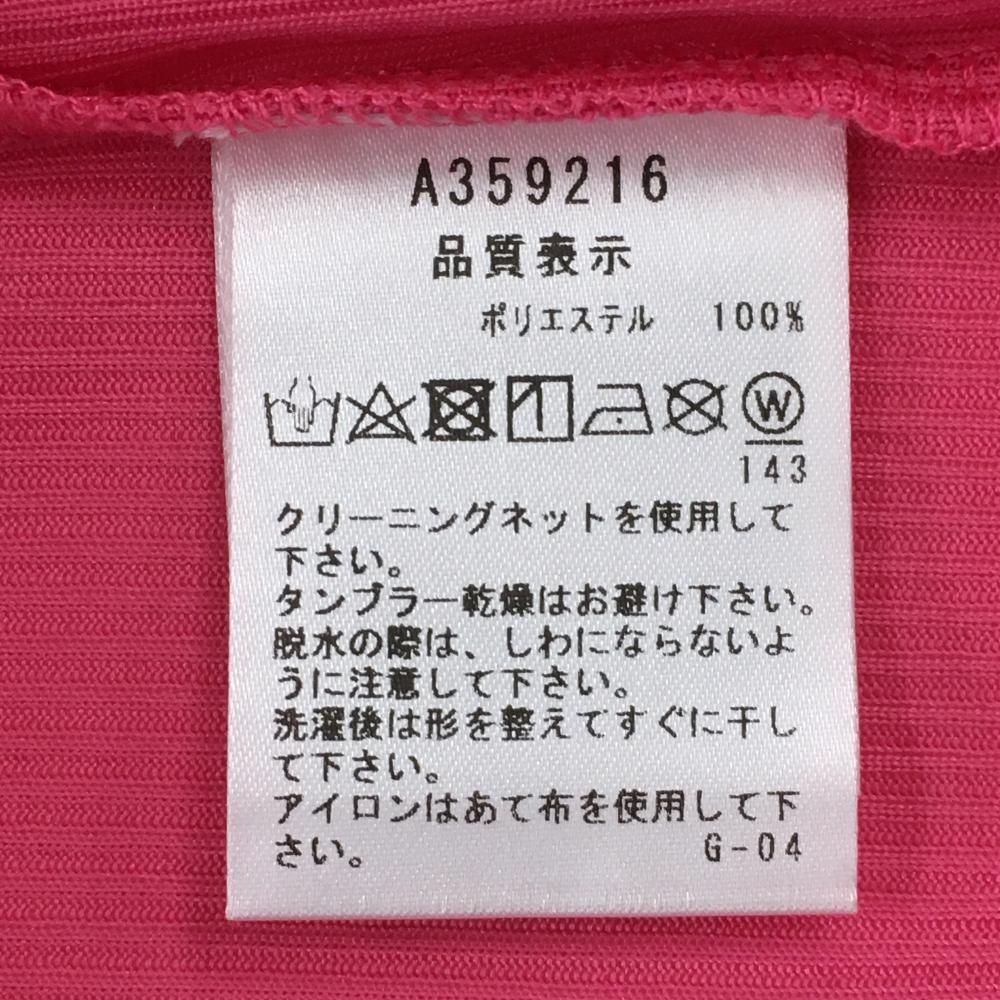 A359216
品質表示
ポリエステル 100%
W
143
クリーニングネットを使用して
下さい。
タンブラー乾燥はお避け下さい。
脱水の際は、しわにならないよ
うに注意して下さい。
洗濯後は形を整えてすぐに干し
て下さい。
アイロンはあて布を使用して下
さい。 G-04